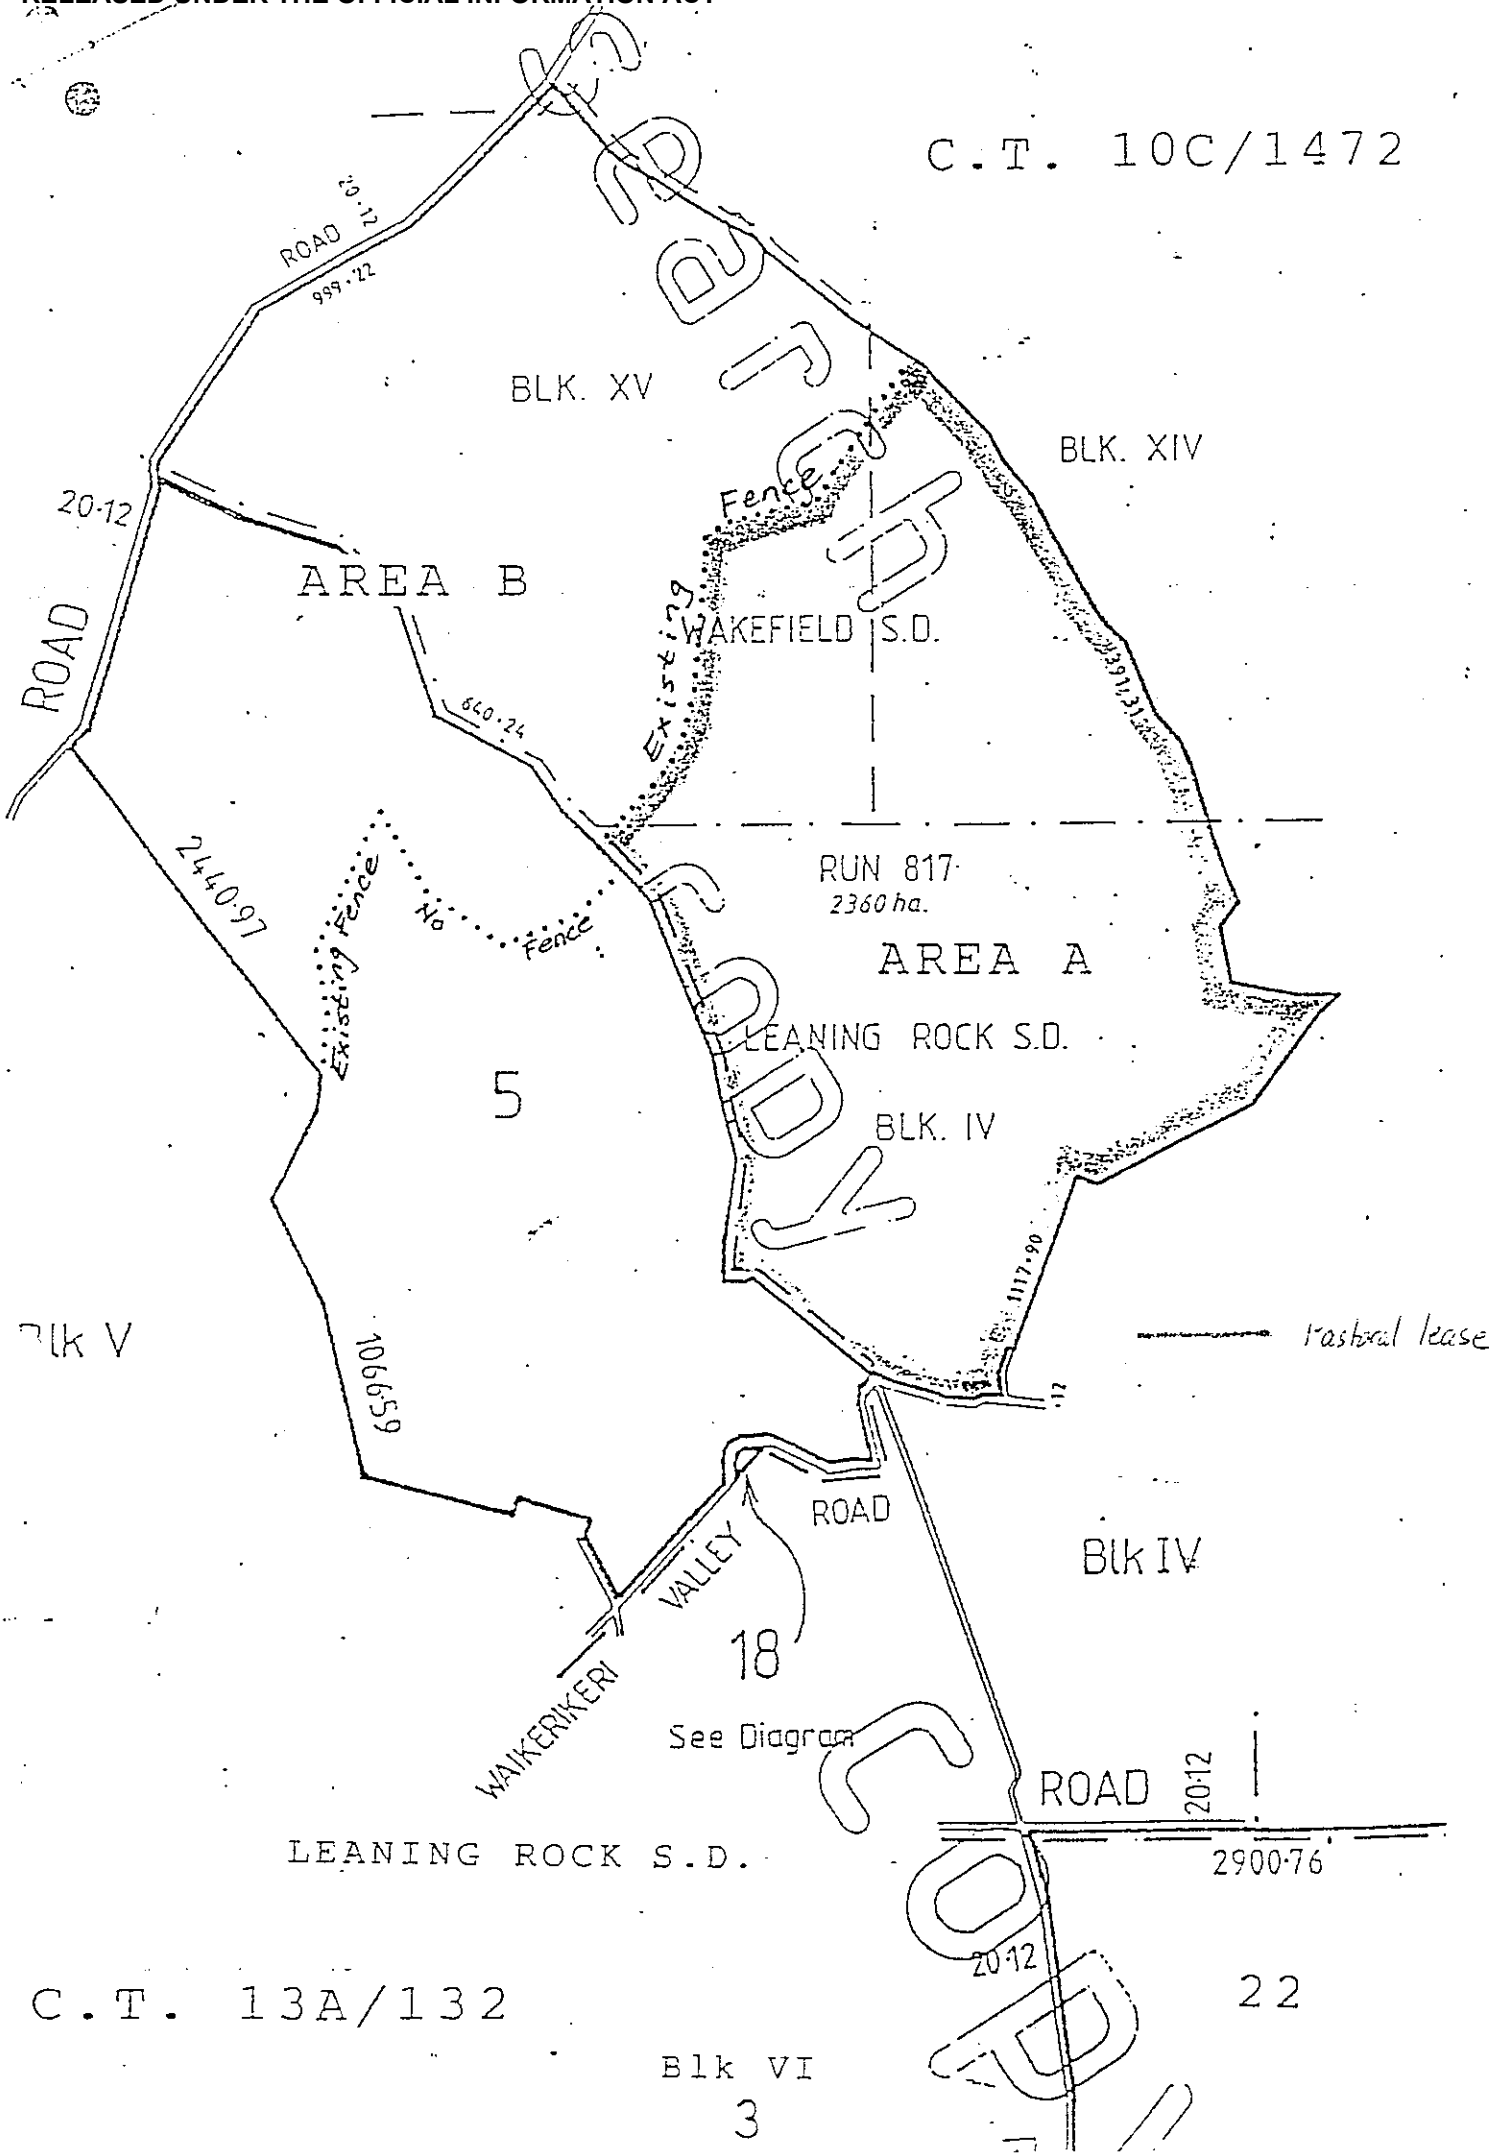 RELEASED UNDER THE OFFICIAL INFORMATION ACT
C.T. 10C/1472
ROAD
20·12
999·22
BLK. XV
BLK. XIV
20·12
Fence
AREA B
Existing
WAKEFIELD S.D.
ROAD
640·24
4391·31
2440·97
RUN 817
2360 ha.
Existing Fence
No
Fence
AREA A
LEANING ROCK S.D.
5
BLK. IV
1117·90
Blk V
Pastoral lease
1066·59
·12
ROAD
VALLEY
WAIKERIKERI
Blk IV
18
See Diagram
ROAD
20·12
2900·76
LEANING ROCK S.D.
20·12
C.T. 13A/132
22
Blk VI
3
COPY